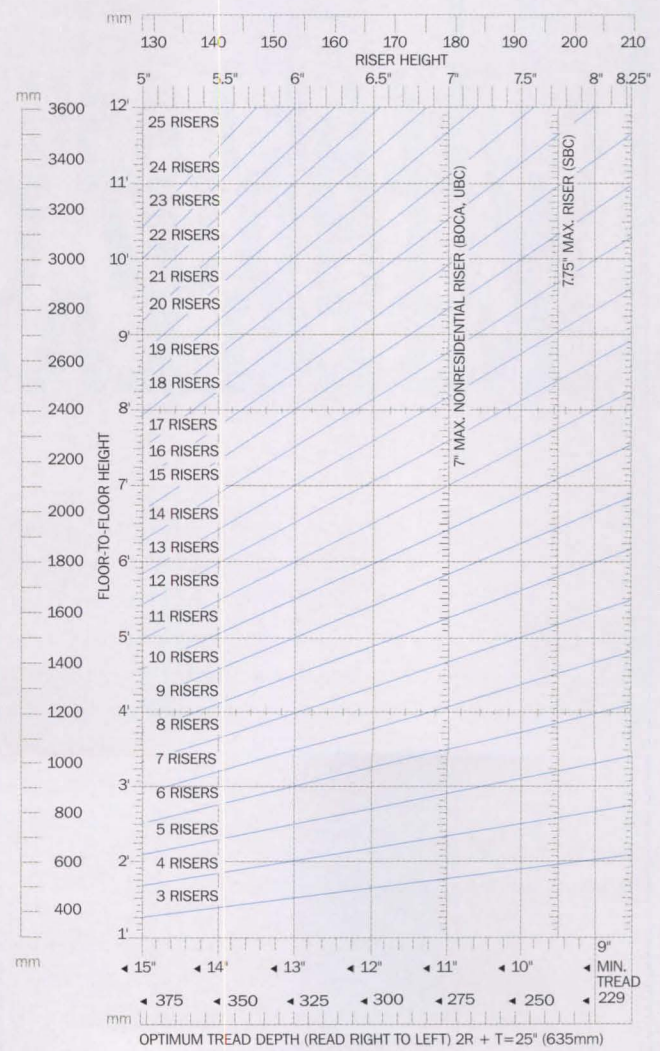 mm
130 140 150 160 170 180 190 200 210
RISER HEIGHT
5" 5.5" 6" 6.5" 7" 7.5" 8" 8.25"
mm
3600
3400
3200
3000
2800
2600
2400
2200
2000
1800
1600
1400
1200
1000
800
600
400
mm
FLOOR-TO-FLOOR HEIGHT
12'
11'
10'
9'
8'
7'
6'
5'
4'
3'
2'
1'
25 RISERS
24 RISERS
23 RISERS
22 RISERS
21 RISERS
20 RISERS
19 RISERS
18 RISERS
17 RISERS
16 RISERS
15 RISERS
14 RISERS
13 RISERS
12 RISERS
11 RISERS
10 RISERS
9 RISERS
8 RISERS
7 RISERS
6 RISERS
5 RISERS
4 RISERS
3 RISERS
7" MAX. NONRESIDENTIAL RISER (BOCA, UBC)
7.75" MAX. RISER (SBC)
◄ 15" ◄ 14" ◄ 13" ◄ 12" ◄ 11" ◄ 10" ◄
9"
MIN.
TREAD
◄ 375 ◄ 350 ◄ 325 ◄ 300 ◄ 275 ◄ 250 ◄ 229
mm
OPTIMUM TREAD DEPTH (READ RIGHT TO LEFT) 2R + T=25" (635mm)